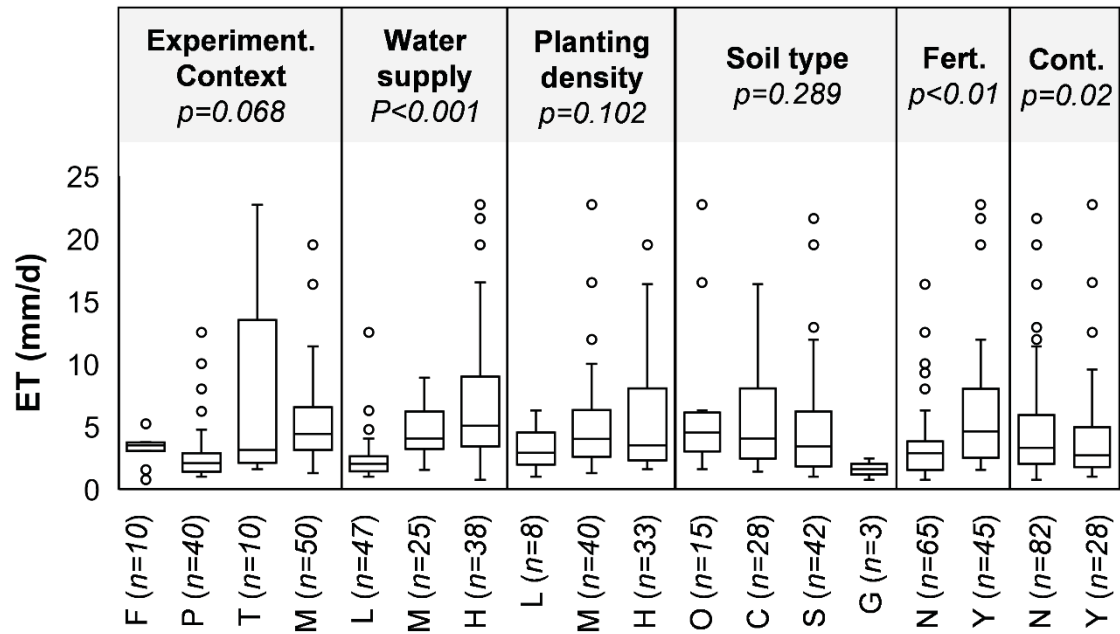 Experiment.
Context
p=0.068
Water
supply
P<0.001
Planting
density
p=0.102
Soil type
p=0.289
Fert.
p<0.01
Cont.
p=0.02
ET (mm/d)
25
20
15
10
5
0
F (n=10)
P (n=40)
T (n=10)
M (n=50)
L (n=47)
M (n=25)
H (n=38)
L (n=8)
M (n=40)
H (n=33)
O (n=15)
C (n=28)
S (n=42)
G (n=3)
N (n=65)
Y (n=45)
N (n=82)
Y (n=28)